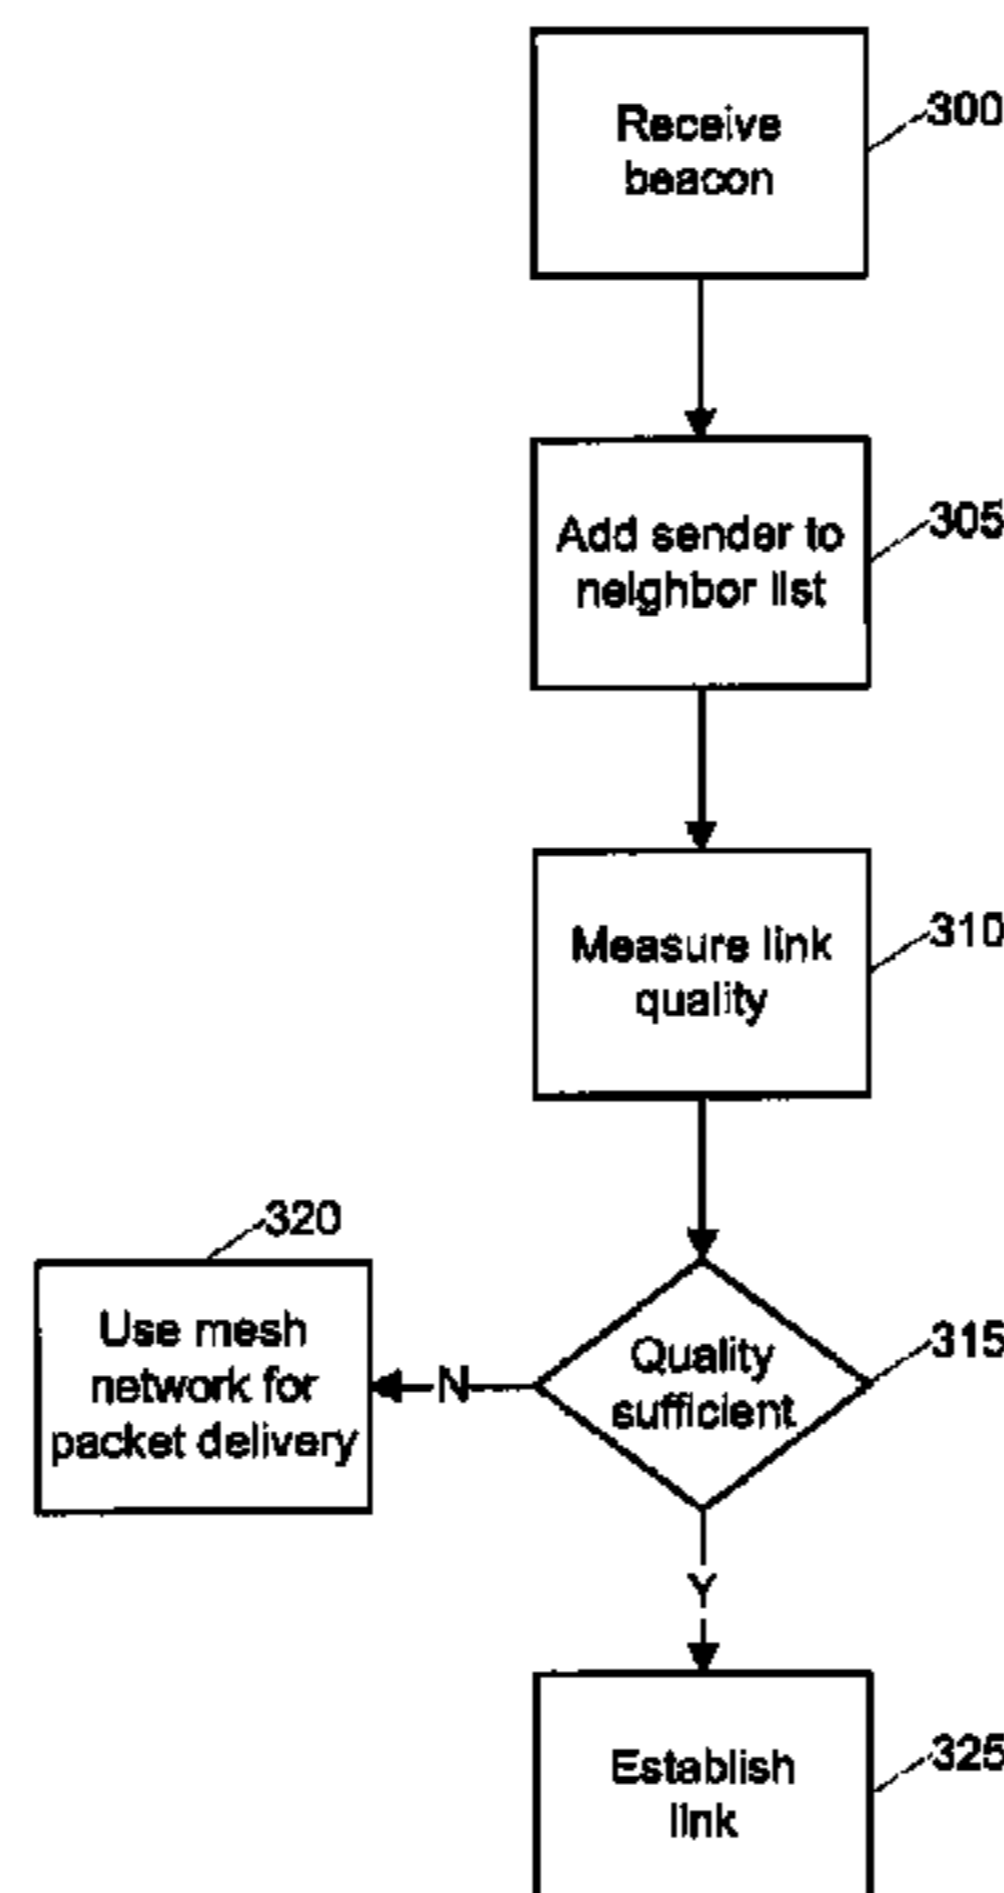 Receive
beacon
300
Add sender to
neighbor list
305
Measure link
quality
310
320
Use mesh
network for
packet delivery
N
Quality
sufficient
315
Y
Establish
link
325